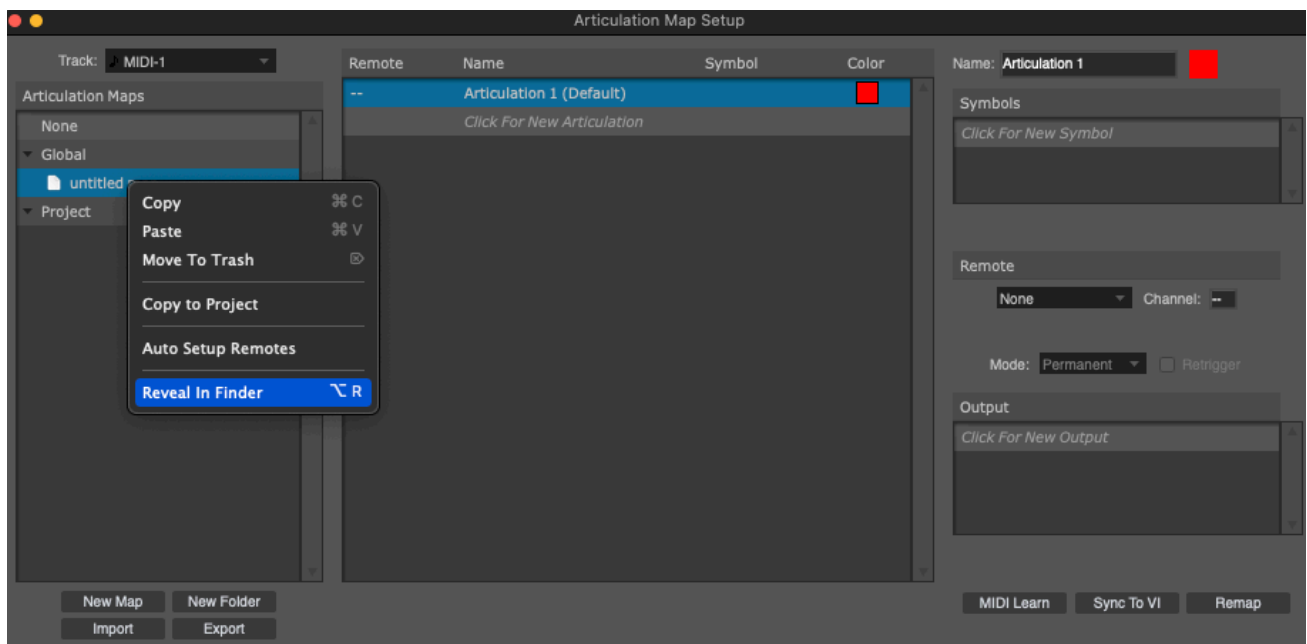 Articulation Map Setup
Track: MIDI-1
Articulation Maps
None
Global
untitled
Project
Copy ⌘ C
Paste ⌘ V
Move To Trash ⌦
Copy to Project
Auto Setup Remotes
Reveal In Finder ⌥ R
New Map New Folder
Import Export
Remote Name Symbol Color
-- Articulation 1 (Default)
Click For New Articulation
Name: Articulation 1
Symbols
Click For New Symbol
Remote
None Channel: --
Mode: Permanent Retrigger
Output
Click For New Output
MIDI Learn Sync To VI Remap